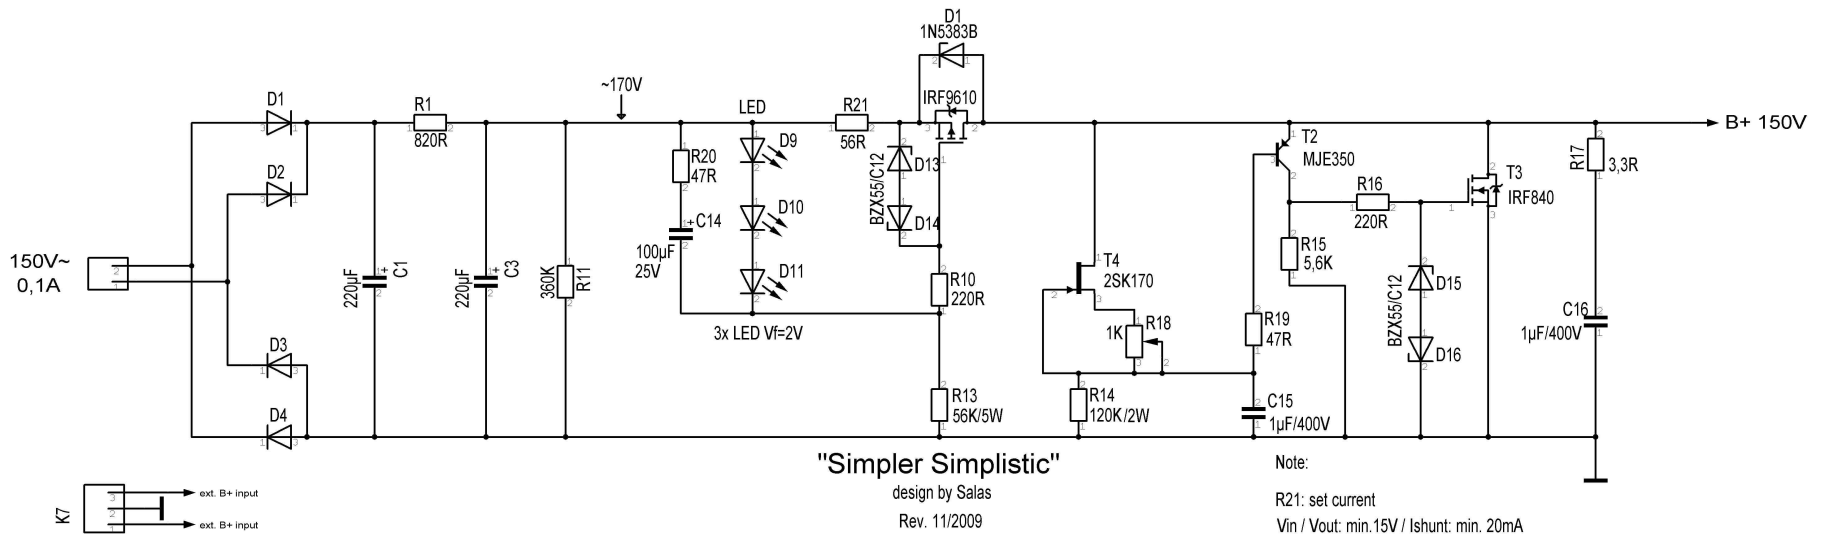 D1
1N5383B
~170V
LED
D1
R1
820R
R21
56R
IRF9610
B+ 150V
D9
R20
47R
D13
BZX55/C12
D14
T2
MJE350
R17
3,3R
D2
R16
220R
T3
IRF840
D10
C14
100µF
25V
150V~
0,1A
2
1
220µF
C1
220µF
C3
360K
R11
D11
R10
220R
T4
2SK170
R15
5,6K
D15
BZX55/C12
D16
3x LED Vf=2V
1K
R18
R19
47R
C16
1µF/400V
D3
R13
56K/5W
R14
120K/2W
C15
1µF/400V
D4
"Simpler Simplistic"
design by Salas
Rev. 11/2009
Note:
R21: set current
Vin / Vout: min.15V / Ishunt: min. 20mA
K7
3
2
1
ext. B+ input
ext. B+ input